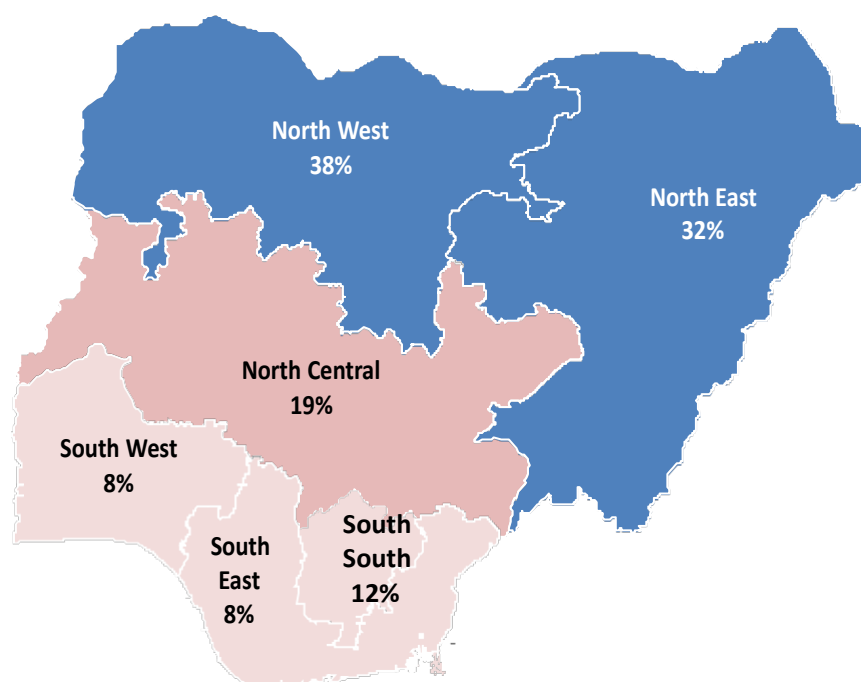 North West
38%
North East
32%
North Central
19%
South West
8%
South
East
8%
South
South
12%